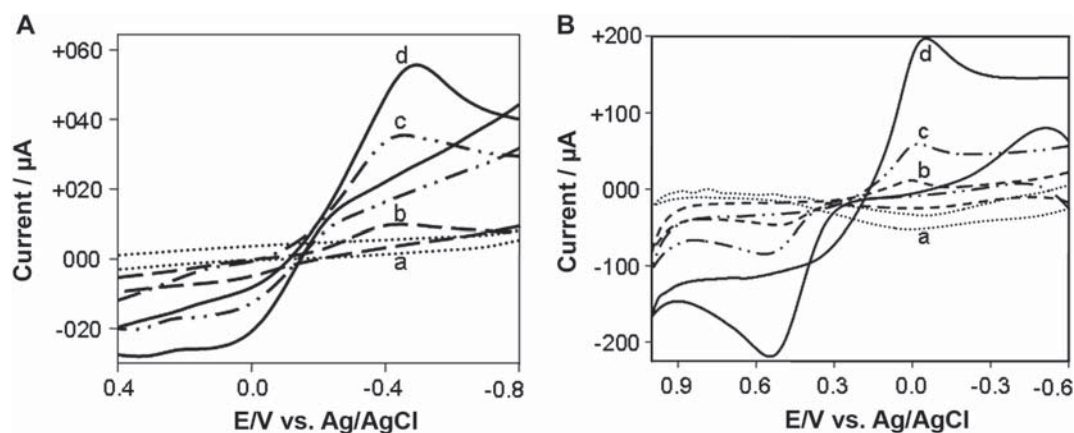 A
Current / µA
+060
+040
+020
000
-020
d
c
b
a
0.4 0.0 -0.4 -0.8
E/V vs. Ag/AgCl
B
Current / µA
+200
+100
000
-100
-200
d
c
b
a
0.9 0.6 0.3 0.0 -0.3 -0.6
E/V vs. Ag/AgCl